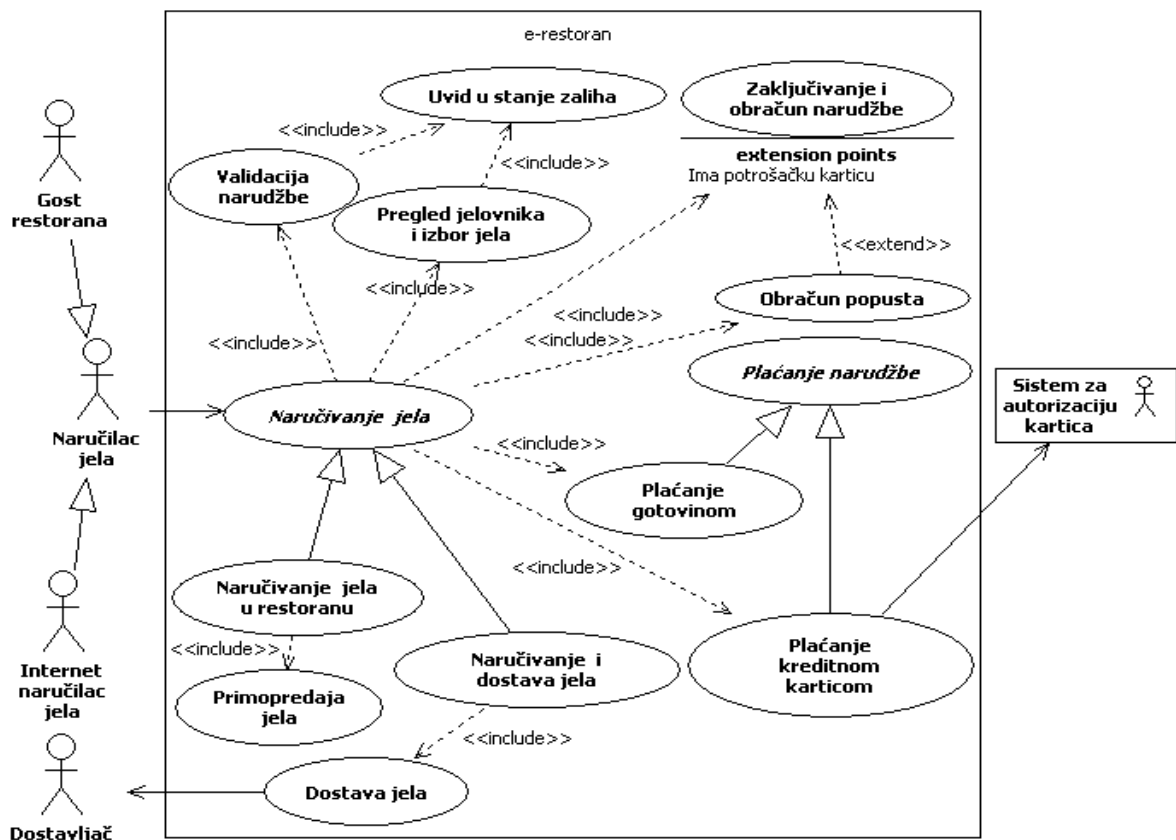 e-restoran
Uvid u stanje zaliha
Zaključivanje i
obračun narudžbe
<<include>>
<<include>>
extension points
Ima potrošačku karticu
Validacija
narudžbe
Gost
restorana
Pregled jelovnika
i izbor jela
<<extend>>
<<include>>
Obračun popusta
<<include>>
<<include>>
<<include>>
Plaćanje narudžbe
Sistem za
autorizaciju
kartica
Naručivanje jela
Naručilac
jela
<<include>>
Plaćanje
gotovinom
<<include>>
Naručivanje jela
u restoranu
<<include>>
Naručivanje i
dostava jela
Plaćanje
kreditnom
karticom
Internet
naručilac
jela
Primopredaja
jela
<<include>>
Dostava jela
Dostavljač